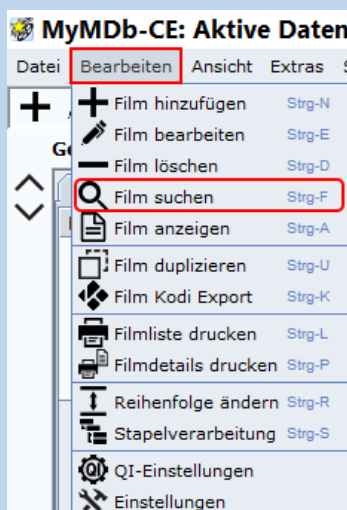 MyMDb-CE: Aktive Daten
Datei Bearbeiten Ansicht Extras
Film hinzufügen Strg-N
Film bearbeiten Strg-E
Film löschen Strg-D
Film suchen Strg-F
Film anzeigen Strg-A
Film duplizieren Strg-U
Film Kodi Export Strg-K
Filmliste drucken Strg-L
Filmdetails drucken Strg-P
Reihenfolge ändern Strg-R
Stapelverarbeitung Strg-S
QI-Einstellungen
Einstellungen